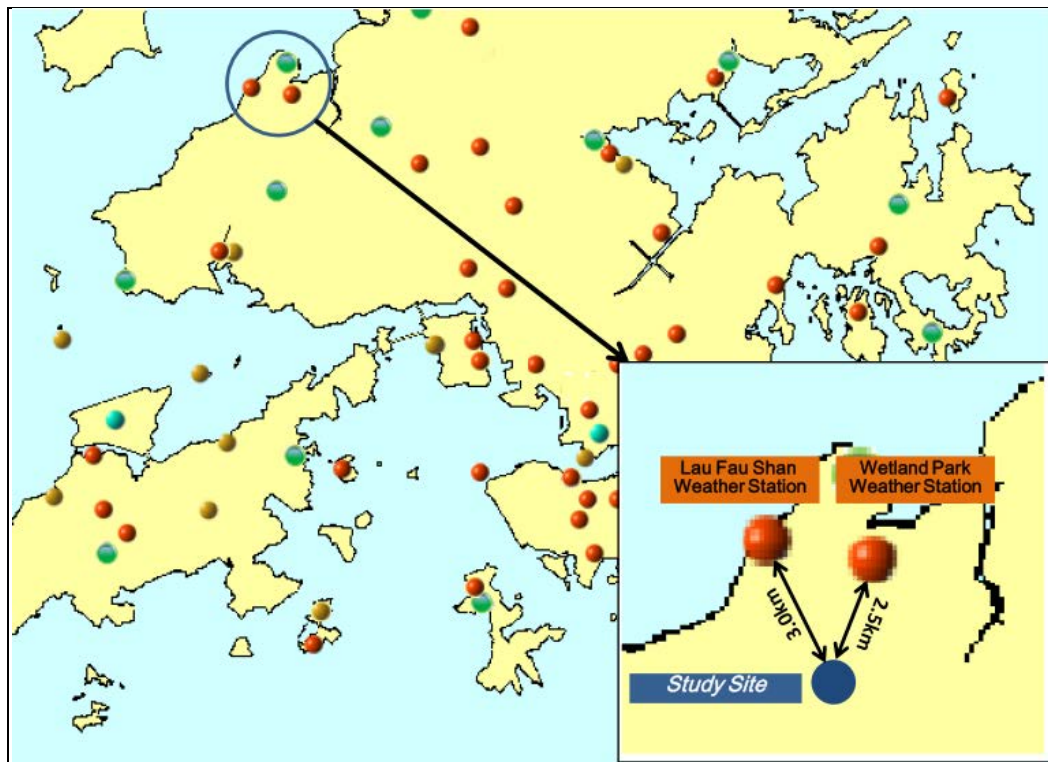 Lau Fau Shan
Weather Station
Wetland Park
Weather Station
3.0km
2.5km
Study Site